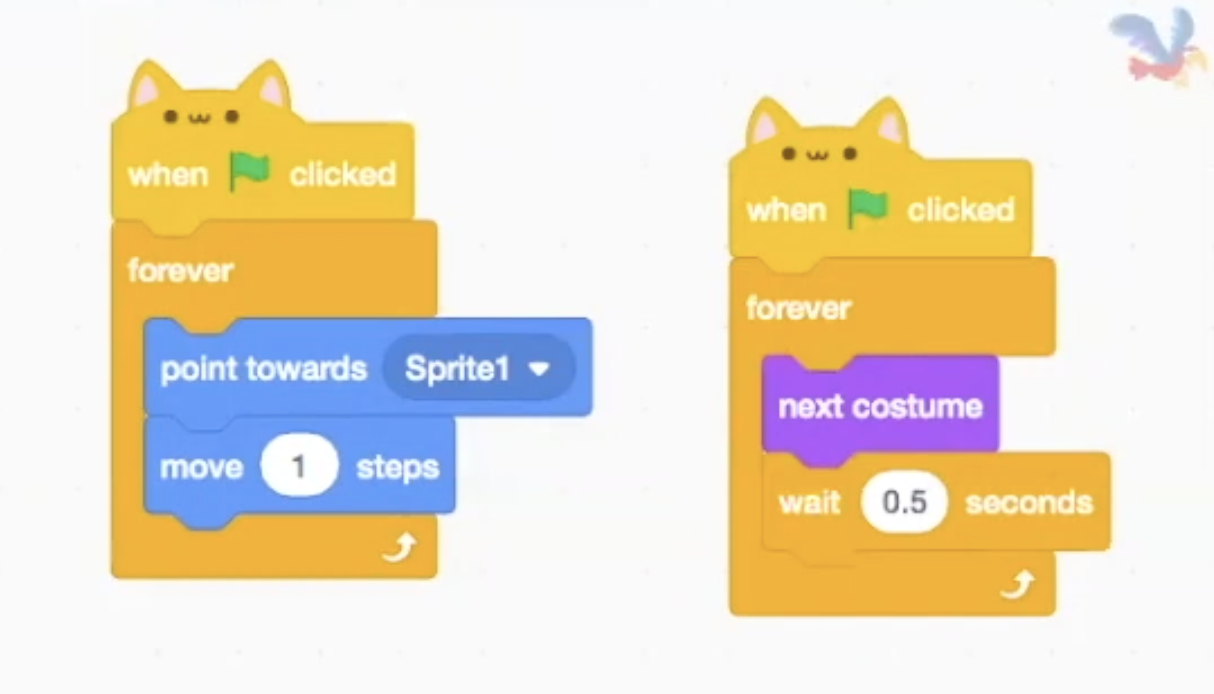 when clicked
forever
point towards Sprite1
move 1 steps
when clicked
forever
next costume
wait 0.5 seconds